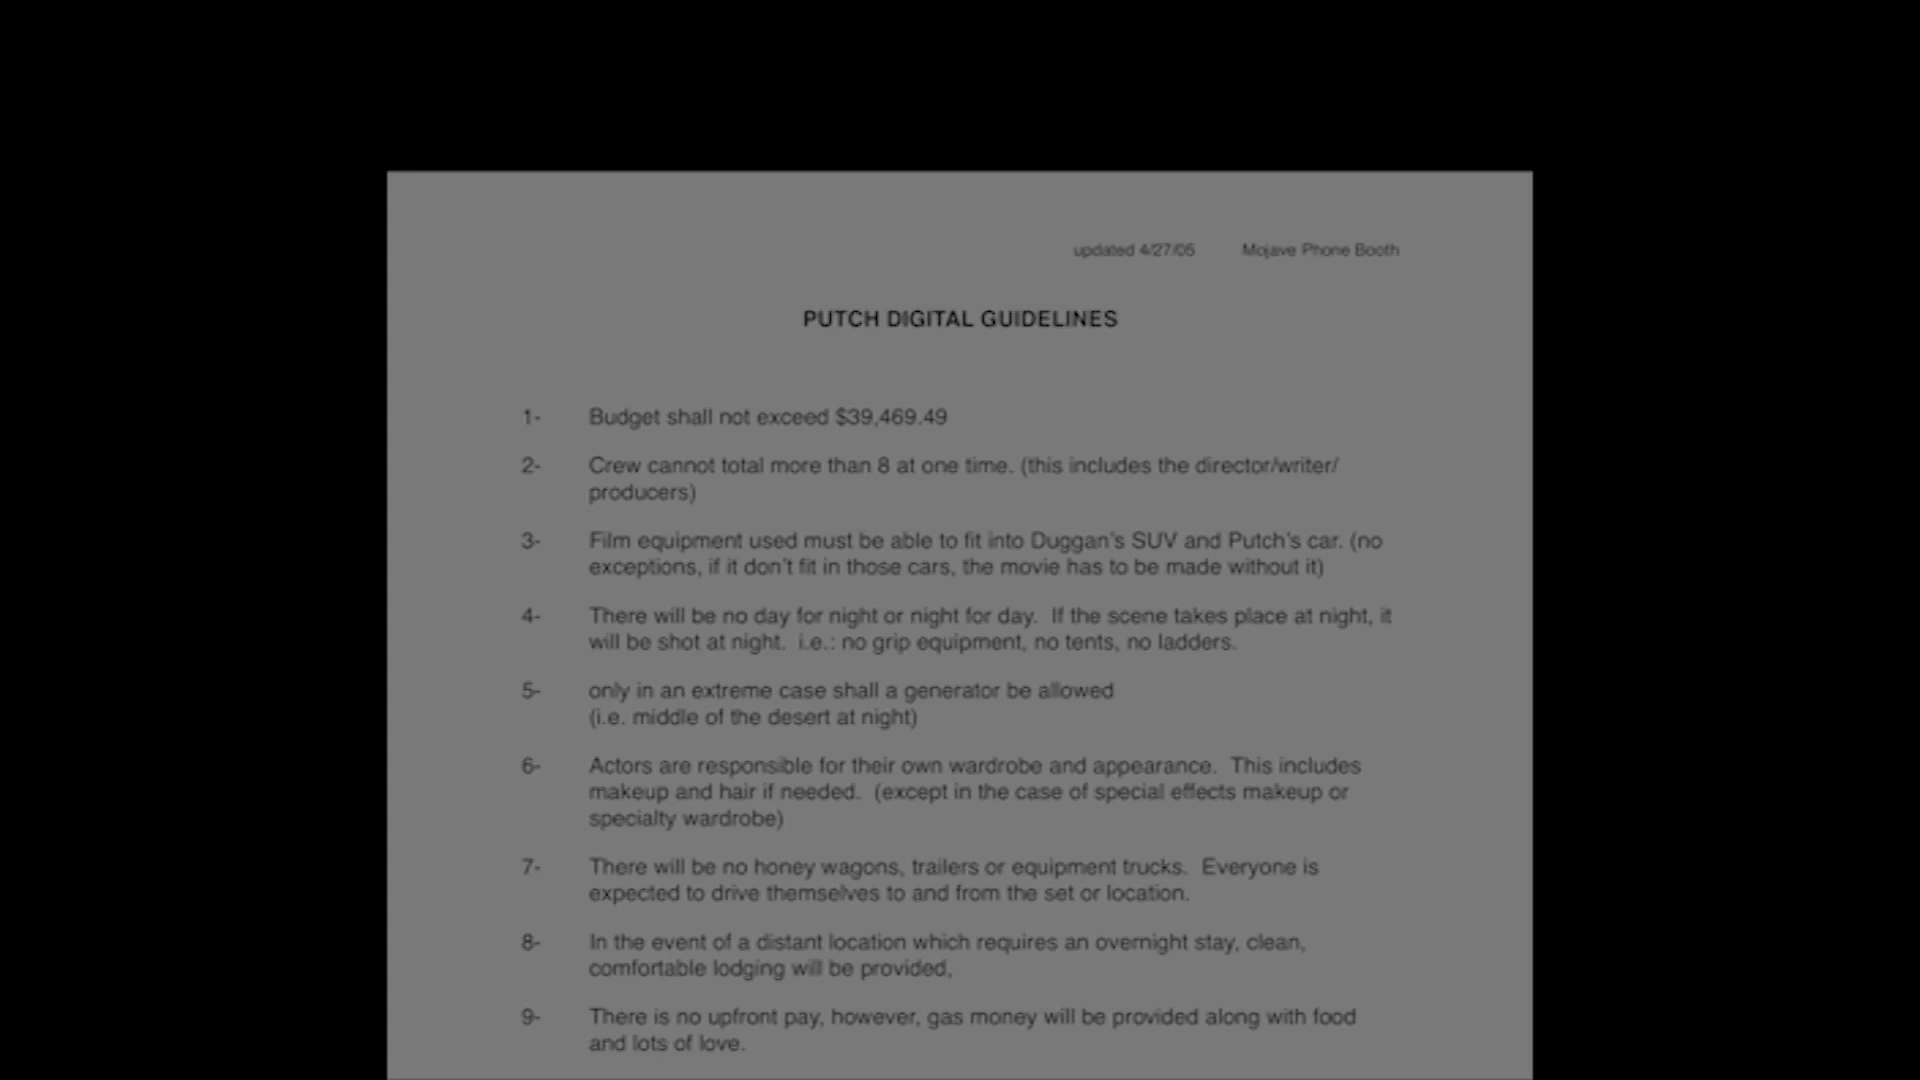 updated 4/27/05 Mojave Phone Booth
PUTCH DIGITAL GUIDELINES
1- Budget shall not exceed $39,469.49
2- Crew cannot total more than 8 at one time. (this includes the director/writer/
producers)
3- Film equipment used must be able to fit into Duggan's SUV and Putch's car. (no
exceptions, if it don't fit in those cars, the movie has to be made without it)
4- There will be no day for night or night for day. If the scene takes place at night, it
will be shot at night. i.e.: no grip equipment, no tents, no ladders.
5- only in an extreme case shall a generator be allowed
(i.e. middle of the desert at night)
6- Actors are responsible for their own wardrobe and appearance. This includes
makeup and hair if needed. (except in the case of special effects makeup or
specialty wardrobe)
7- There will be no honey wagons, trailers or equipment trucks. Everyone is
expected to drive themselves to and from the set or location.
8- In the event of a distant location which requires an overnight stay, clean,
comfortable lodging will be provided,
9- There is no upfront pay, however, gas money will be provided along with food
and lots of love.